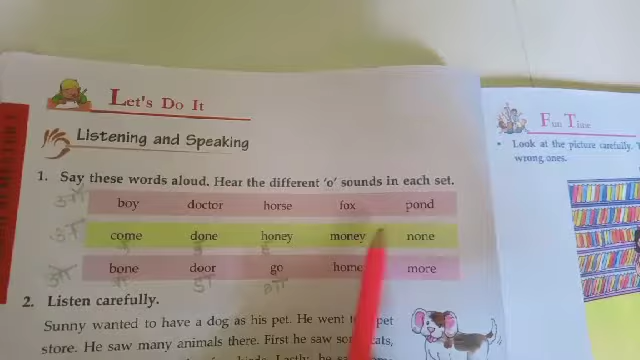 Let's Do It
Listening and Speaking
1. Say these words aloud. Hear the different 'o' sounds in each set.
boy doctor horse fox pond
come done honey money none
bone door go home more
2. Listen carefully.
Sunny wanted to have a dog as his pet. He went pet
store. He saw many animals there. First he saw
Fun Time
• Look at the picture carefully.
wrong ones.